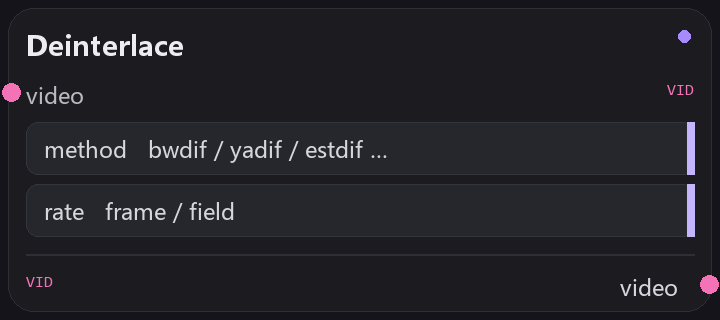 Deinterlace
video VID
method bwdif / yadif / estdif ...
rate frame / field
VID video